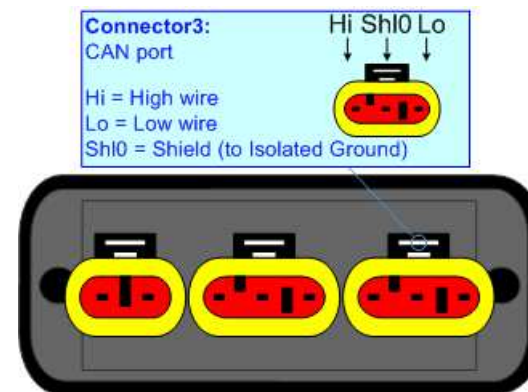 Connector3:
CAN port
Hi Shl0 Lo
Hi = High wire
Lo = Low wire
Shl0 = Shield (to Isolated Ground)